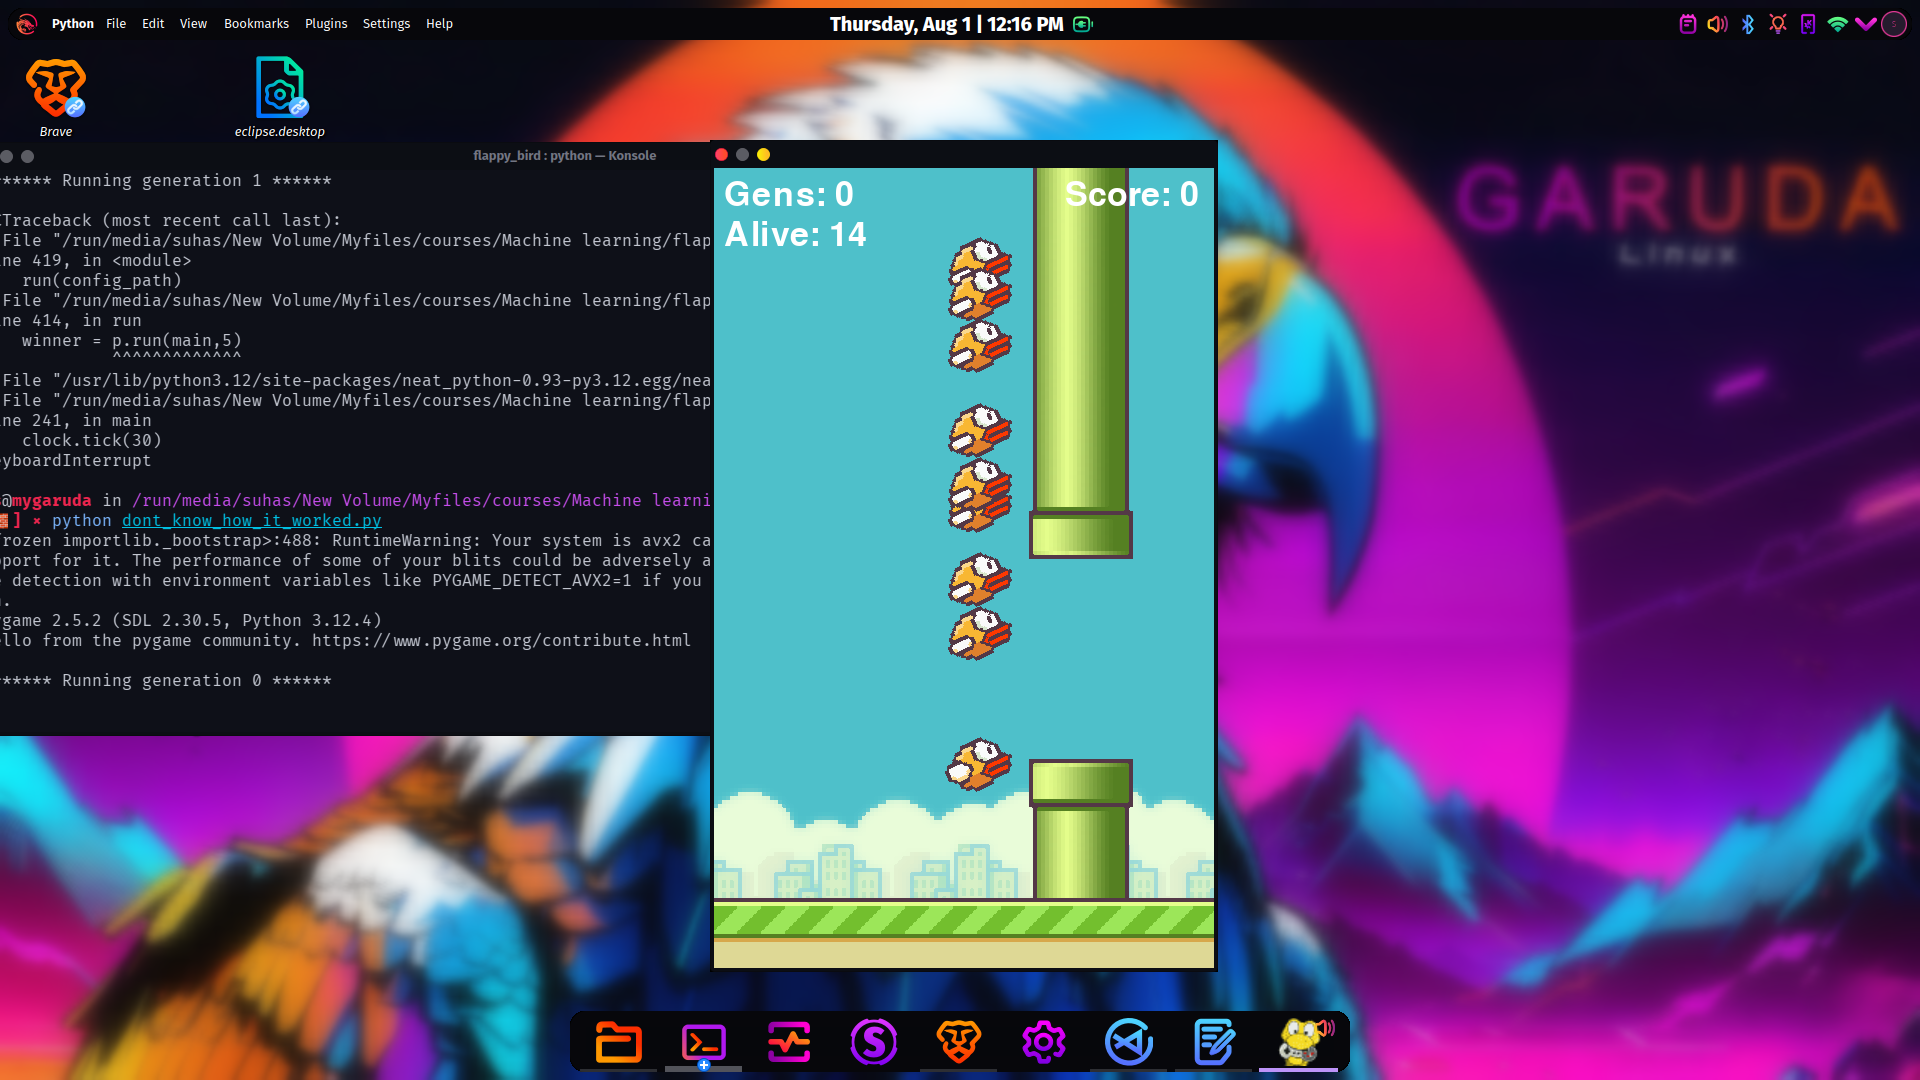 Python File Edit View Bookmarks Plugins Settings Help
Thursday, Aug 1 | 12:16 PM
Brave
eclipse.desktop
GARUDA
Linux
flappy_bird : python — Konsole
****** Running generation 1 ******
Traceback (most recent call last):
File "/run/media/suhas/New Volume/Myfiles/courses/Machine learning/flap
ne 419, in <module>
run(config_path)
File "/run/media/suhas/New Volume/Myfiles/courses/Machine learning/flap
ne 414, in run
winner = p.run(main,5)
^^^^^^^^^^^^^
File "/usr/lib/python3.12/site-packages/neat_python-0.93-py3.12.egg/nea
File "/run/media/suhas/New Volume/Myfiles/courses/Machine learning/flap
ne 241, in main
clock.tick(30)
yboardInterrupt
@mygaruda in /run/media/suhas/New Volume/Myfiles/courses/Machine learni
] × python dont_know_how_it_worked.py
rozen importlib._bootstrap>:488: RuntimeWarning: Your system is avx2 ca
port for it. The performance of some of your blits could be adversely a
detection with environment variables like PYGAME_DETECT_AVX2=1 if you
.
game 2.5.2 (SDL 2.30.5, Python 3.12.4)
ello from the pygame community. https://www.pygame.org/contribute.html
****** Running generation 0 ******
Gens: 0
Score: 0
Alive: 14